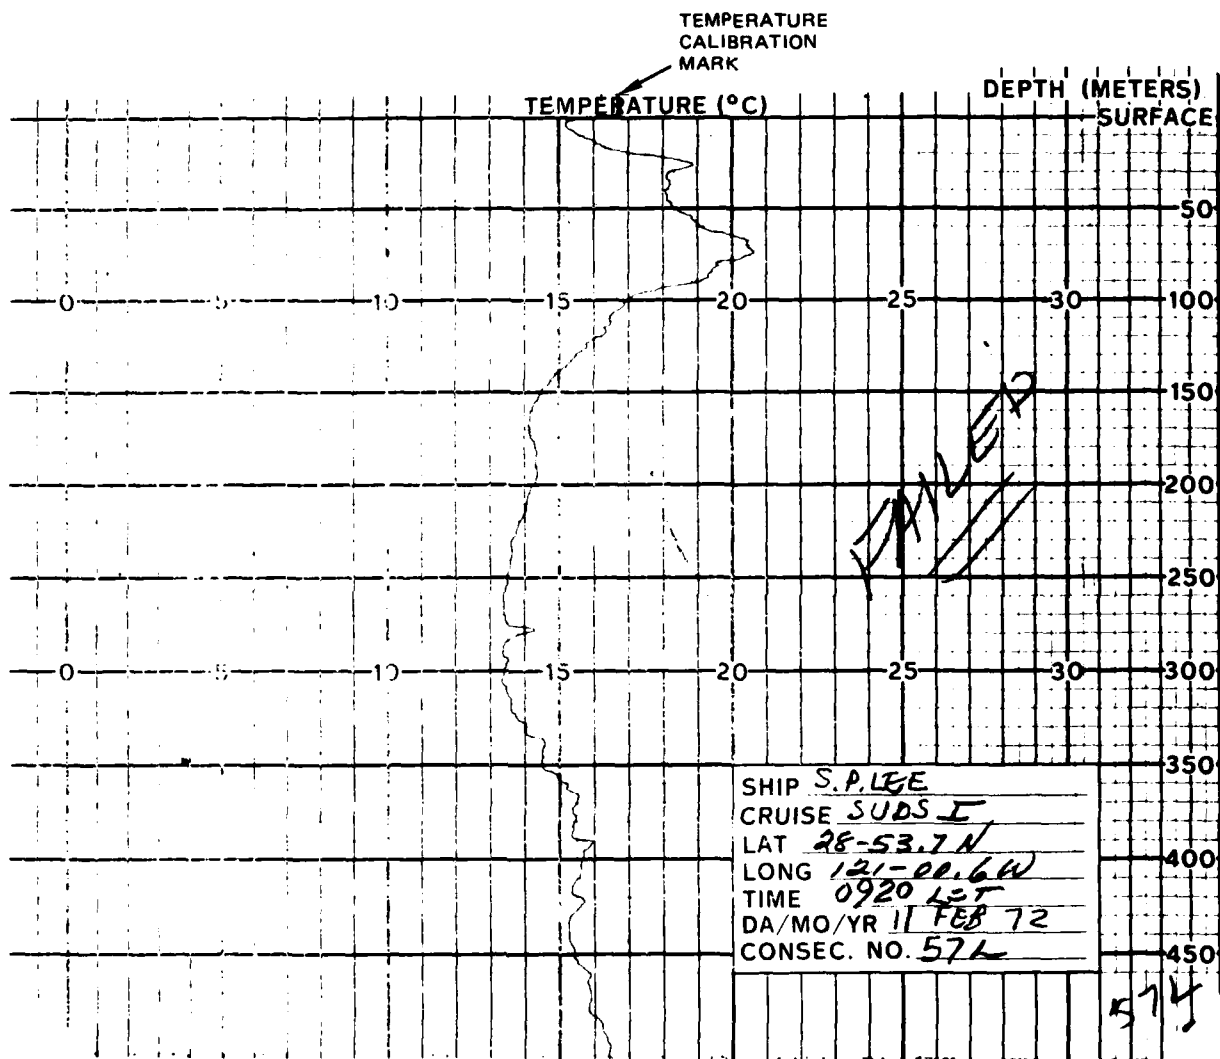 TEMPERATURE
CALIBRATION
MARK
TEMPERATURE (°C)
DEPTH (METERS)
SURFACE
50
0 5 10 15 20 25 30 100
150
FAILED
200
250
0 5 10 15 20 25 30 300
350
SHIP S.P. LEE
CRUISE SUDS I
LAT 28-53.7 N
400
LONG 121-00.6 W
TIME 0920 LST
DA/MO/YR 11 FEB 72
CONSEC. NO. 57L
450
574